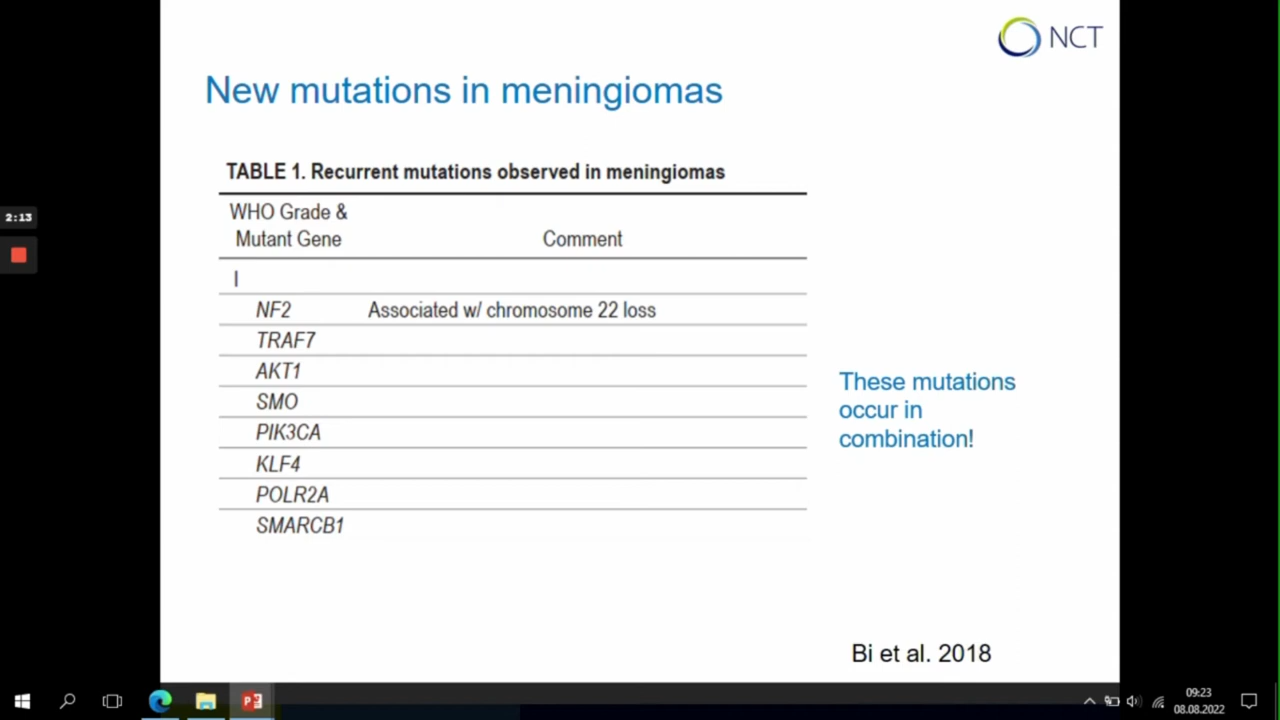 NCT
New mutations in meningiomas
TABLE 1. Recurrent mutations observed in meningiomas
WHO Grade &
Mutant Gene Comment
I
NF2 Associated w/ chromosome 22 loss
TRAF7
AKT1
SMO
PIK3CA
KLF4
POLR2A
SMARCB1
These mutations
occur in
combination!
Bi et al. 2018
2:13
09:23
08.08.2022